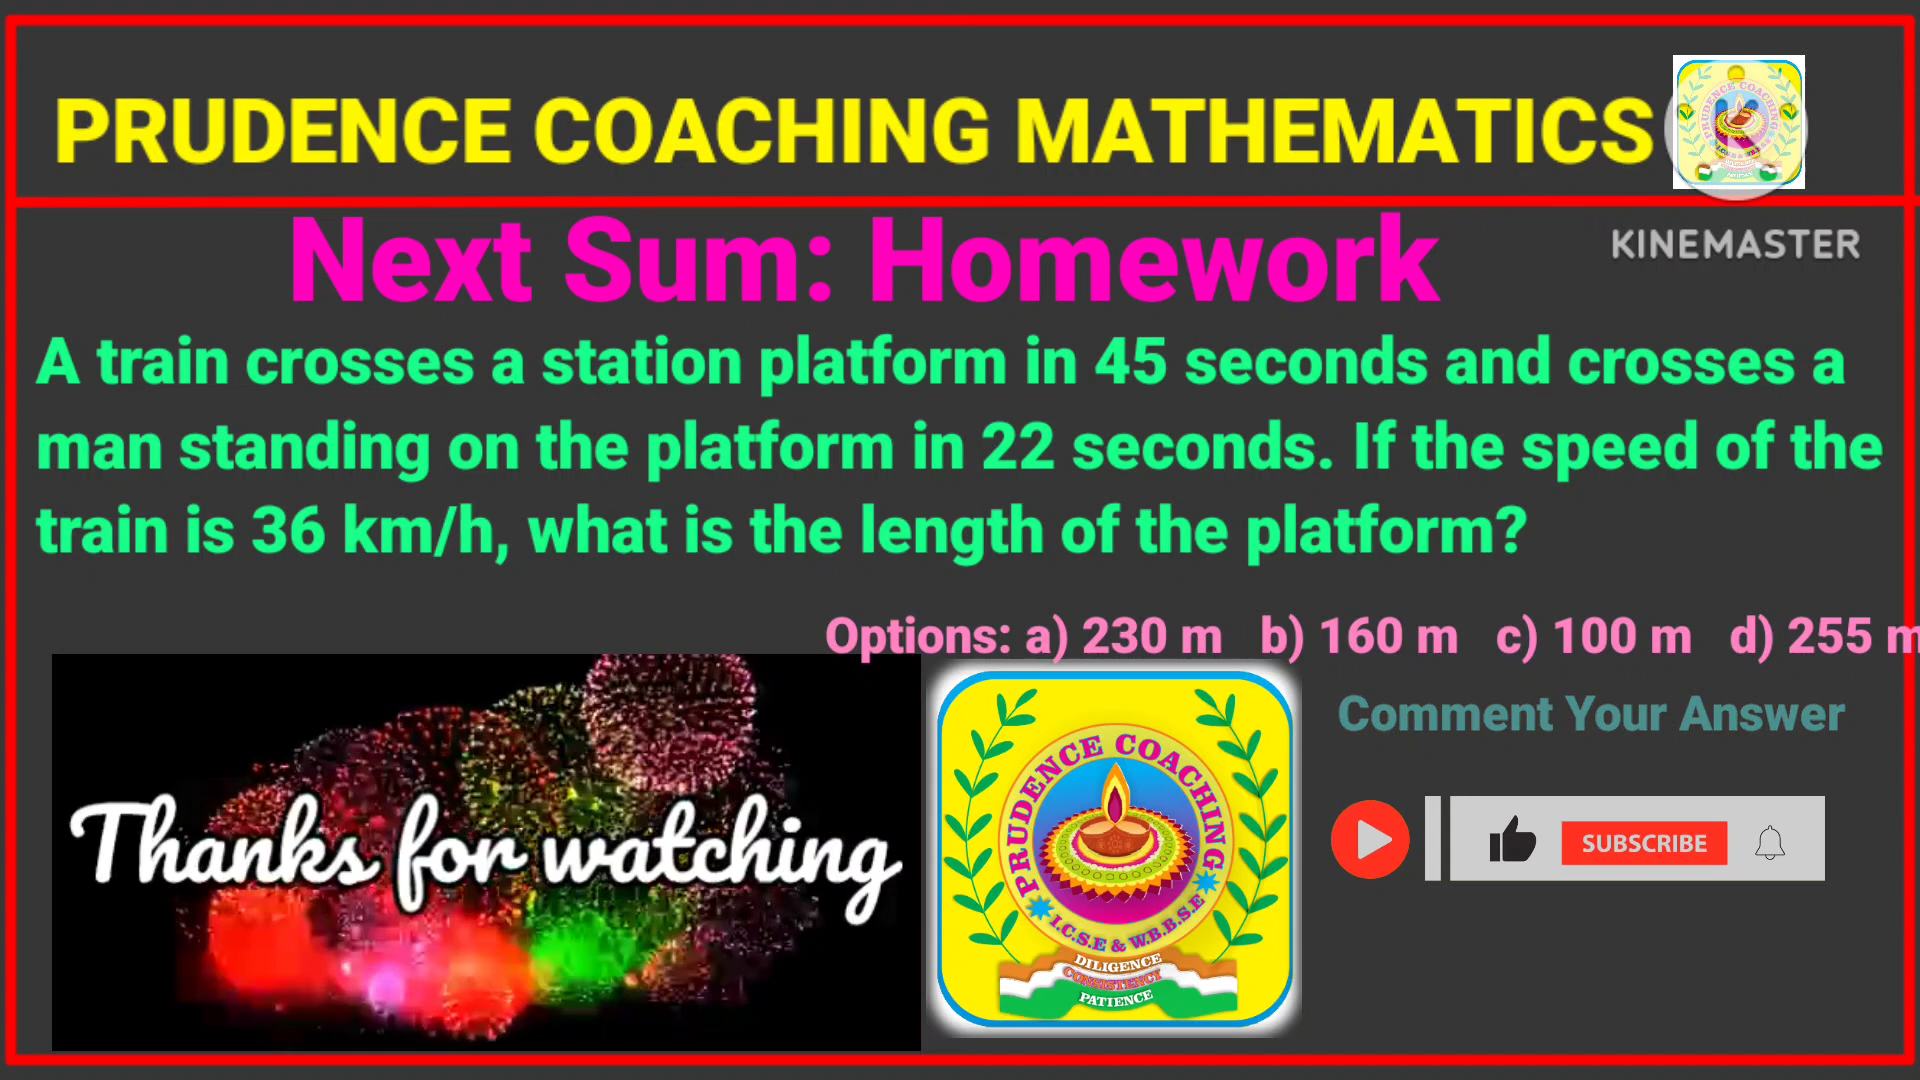 PRUDENCE COACHING MATHEMATICS
KINEMASTER
Next Sum: Homework
A train crosses a station platform in 45 seconds and crosses a
man standing on the platform in 22 seconds. If the speed of the
train is 36 km/h, what is the length of the platform?
Options: a) 230 m b) 160 m c) 100 m d) 255 m
Comment Your Answer
Thanks for watching
PRUDENCE COACHING
I.C.S.E & W.B.B.S.E
DILIGENCE
CONSISTENCY
PATIENCE
SUBSCRIBE